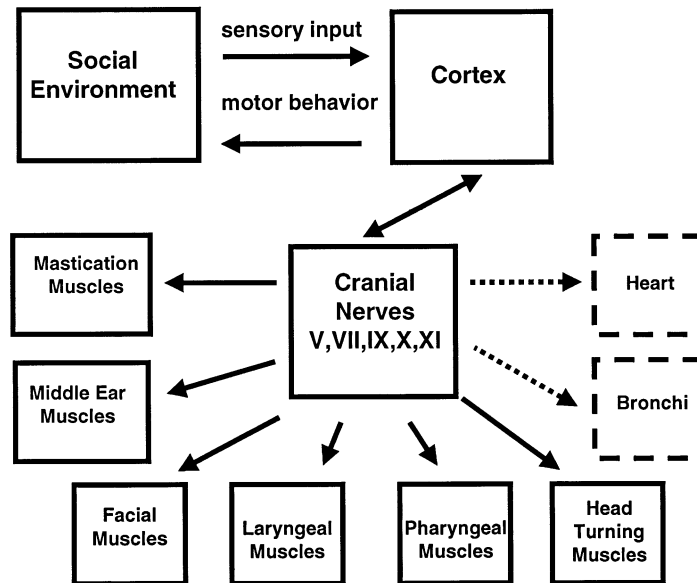 Social
Environment
sensory input
motor behavior
Cortex
Mastication
Muscles
Cranial
Nerves
V,VII,IX,X,XI
Heart
Middle Ear
Muscles
Bronchi
Facial
Muscles
Laryngeal
Muscles
Pharyngeal
Muscles
Head
Turning
Muscles